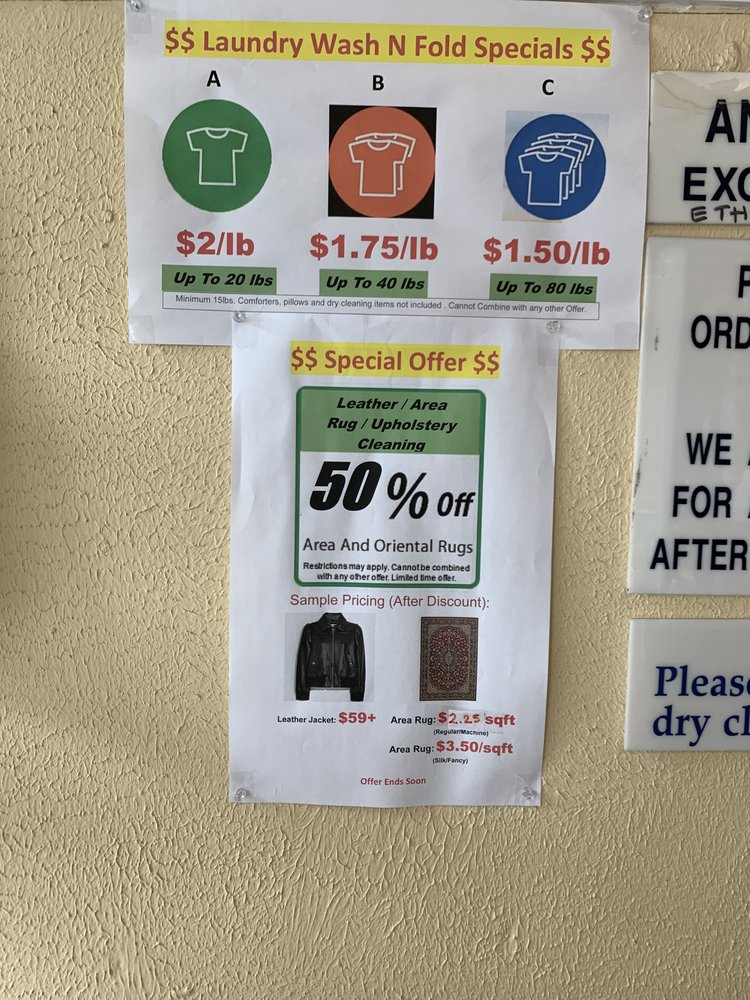 $$ Laundry Wash N Fold Specials $$
A
B
C
$2/lb
$1.75/lb
$1.50/lb
Up To 20 lbs
Up To 40 lbs
Up To 80 lbs
Minimum 15lbs. Comforters, pillows and dry cleaning items not included . Cannot Combine with any other Offer.
$$ Special Offer $$
Leather / Area
Rug / Upholstery
Cleaning
50 % Off
Area And Oriental Rugs
Restrictions may apply. Cannot be combined
with any other offer. Limited time offer.
Sample Pricing (After Discount):
Leather Jacket: $59+
Area Rug: $2.25 sqft
(Regular/Machine)
Area Rug: $3.50/sqft
(Silk/Fancy)
Offer Ends Soon
AN
EXC
ETH
ORD
WE
FOR
AFTER
Please
dry cl